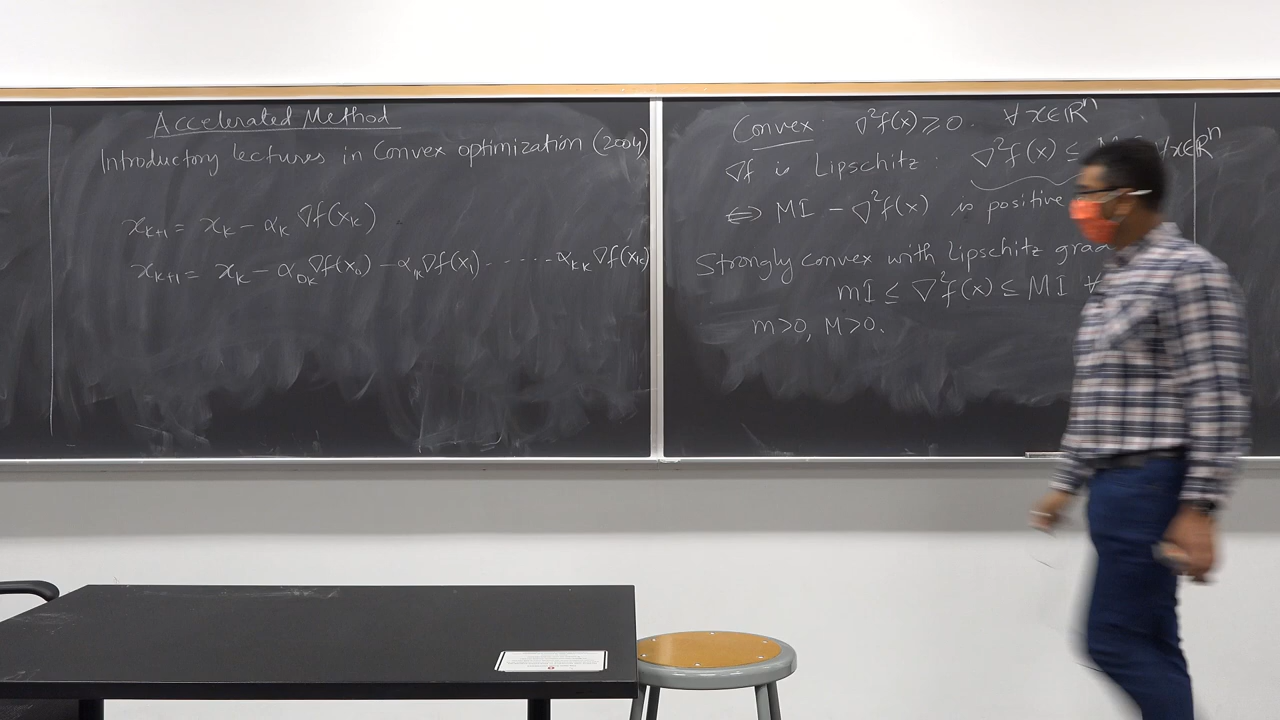 Accelerated Method
Introductory lectures in Convex optimization (2004)
x_{k+1} = x_k - α_k ∇f(x_k)
x_{k+1} = x_k - α_{0k} ∇f(x_0) - α_{1k} ∇f(x_1) ------ α_{kk} ∇f(x_k)
Convex: ∇²f(x) ≥ 0. ∀ x ∈ ℝⁿ
∇f is Lipschitz: ∇²f(x) ≤ ∀x ∈ ℝⁿ
⇔ MI - ∇²f(x) is positive
Strongly convex with Lipschitz
mI ≤ ∇²f(x) ≤ MI ∀
m>0, M>0.